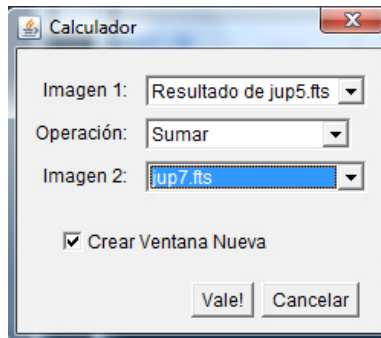 Calculador
Imagen 1: Resultado de jup5.fts
Operación: Sumar
Imagen 2: jup7.fts
Crear Ventana Nueva
Vale! Cancelar